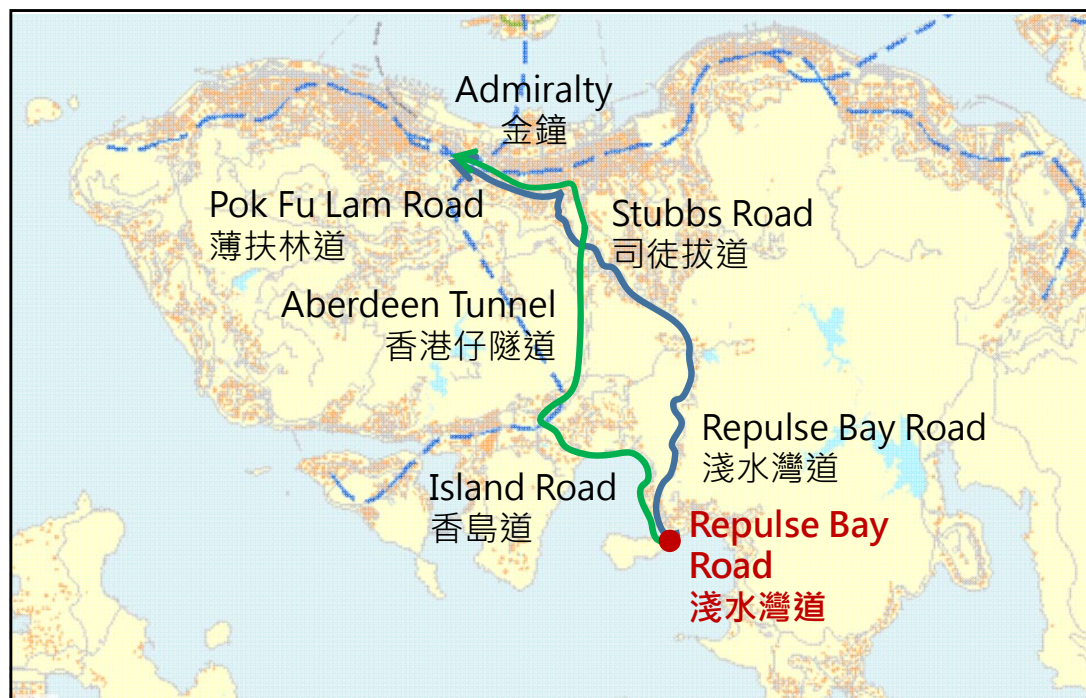 Admiralty
金鐘
Pok Fu Lam Road
薄扶林道
Stubbs Road
司徒拔道
Aberdeen Tunnel
香港仔隧道
Repulse Bay Road
淺水灣道
Island Road
香島道
Repulse Bay
Road
淺水灣道